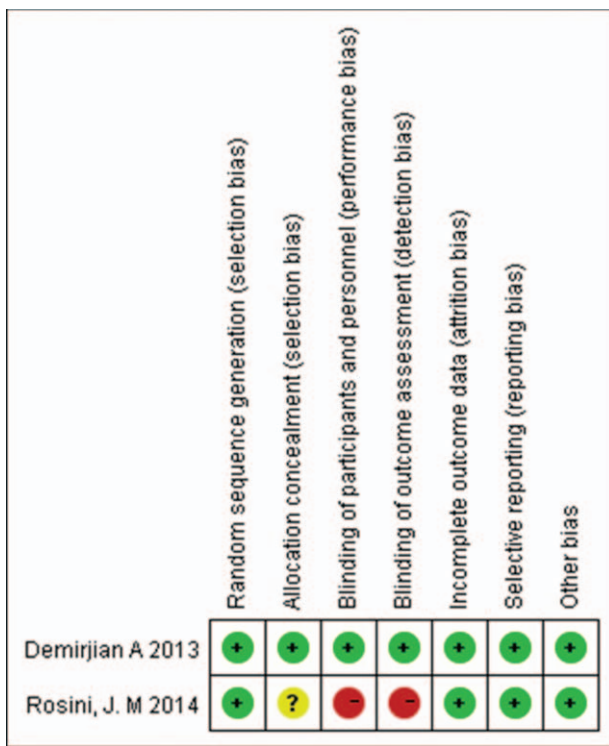 Random sequence generation (selection bias)
Allocation concealment (selection bias)
Blinding of participants and personnel (performance bias)
Blinding of outcome assessment (detection bias)
Incomplete outcome data (attrition bias)
Selective reporting (reporting bias)
Other bias
Demirjian A 2013 + + + + + + +
Rosini, J. M 2014 + ? - - + + +